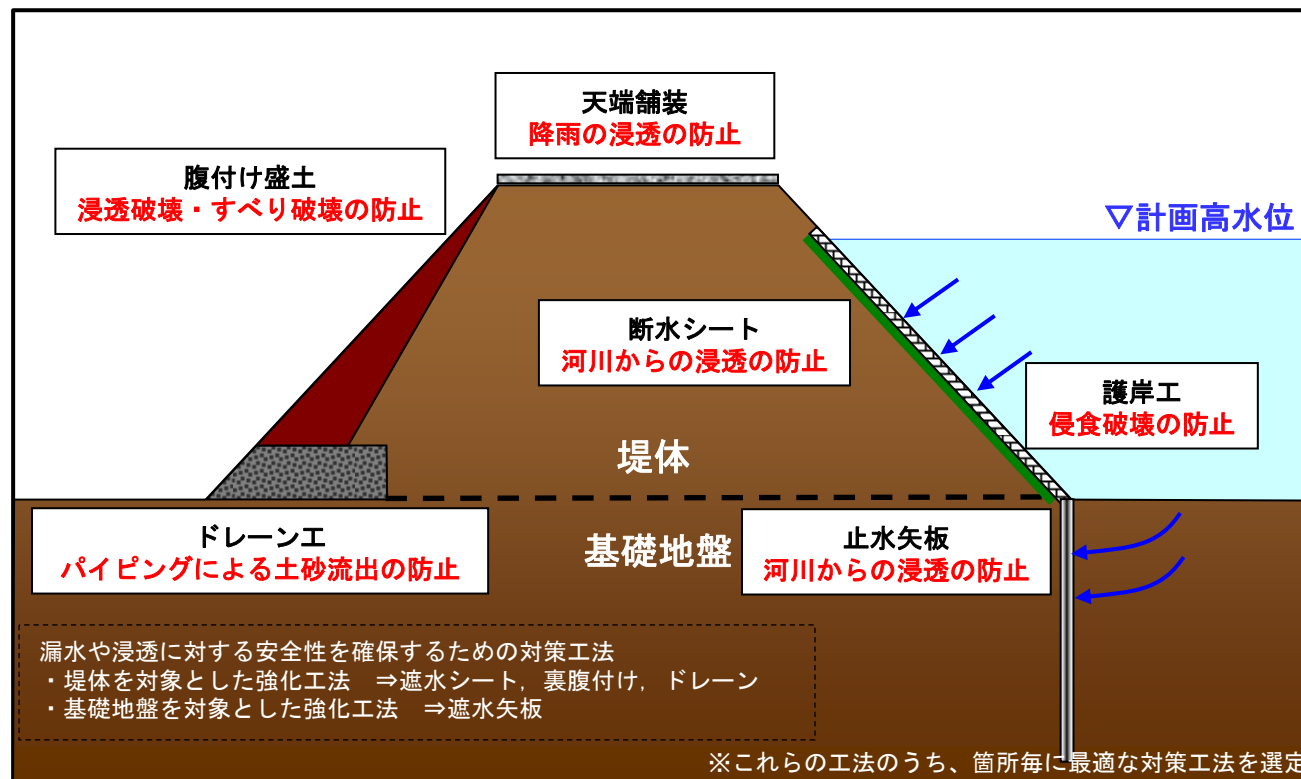 天端舗装
降雨の浸透の防止
腹付け盛土
浸透破壊・すべり破壊の防止
▽計画高水位
断水シート
河川からの浸透の防止
護岸工
侵食破壊の防止
堤体
ドレーン工
パイピングによる土砂流出の防止
基礎地盤
止水矢板
河川からの浸透の防止
漏水や浸透に対する安全性を確保するための対策工法
・堤体を対象とした強化工法　⇒遮水シート, 裏腹付け, ドレーン
・基礎地盤を対象とした強化工法　⇒遮水矢板
※これらの工法のうち、箇所毎に最適な対策工法を選定